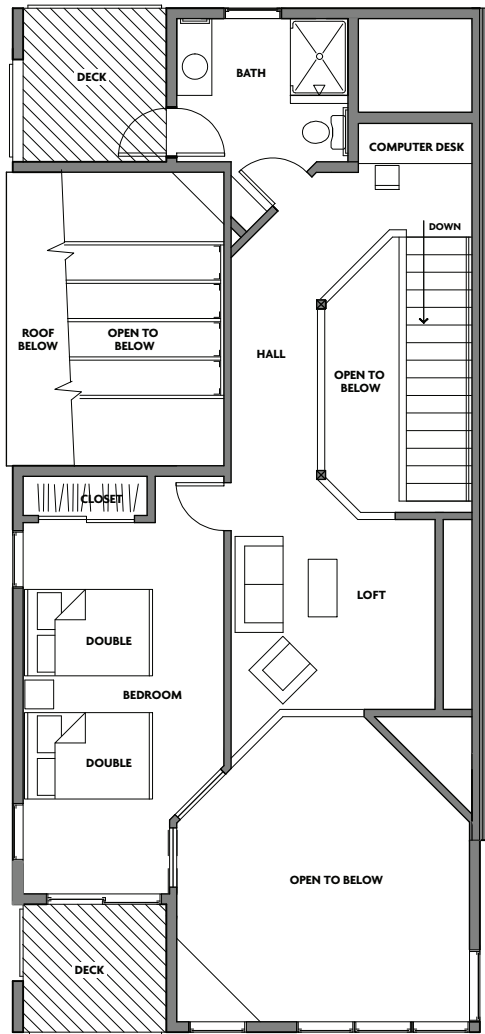 DECK
BATH
COMPUTER DESK
DOWN
ROOF
BELOW
OPEN TO
BELOW
HALL
OPEN TO
BELOW
CLOSET
LOFT
DOUBLE
BEDROOM
DOUBLE
OPEN TO BELOW
DECK